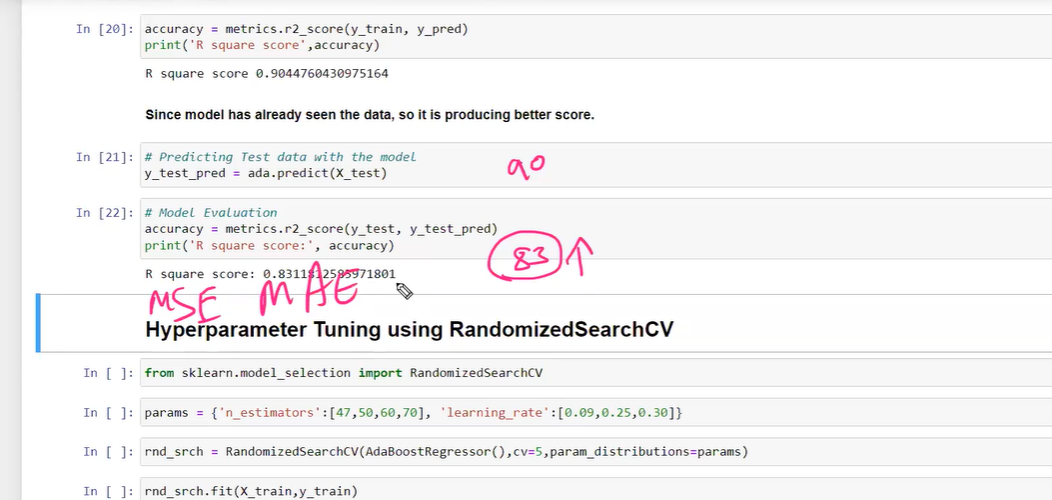 In [20]: accuracy = metrics.r2_score(y_train, y_pred)
print('R square score',accuracy)
R square score 0.9044760430975164
Since model has already seen the data, so it is producing better score.
In [21]: # Predicting Test data with the model
y_test_pred = ada.predict(X_test)
90
In [22]: # Model Evaluation
accuracy = metrics.r2_score(y_test, y_test_pred)
print('R square score:', accuracy)
83
R square score: 0.8311812585971801
MSE MAE
Hyperparameter Tuning using RandomizedSearchCV
In [ ]: from sklearn.model_selection import RandomizedSearchCV
In [ ]: params = {'n_estimators':[47,50,60,70], 'learning_rate':[0.09,0.25,0.30]}
In [ ]: rnd_srch = RandomizedSearchCV(AdaBoostRegressor(),cv=5,param_distributions=params)
In [ ]: rnd_srch.fit(X_train,y_train)